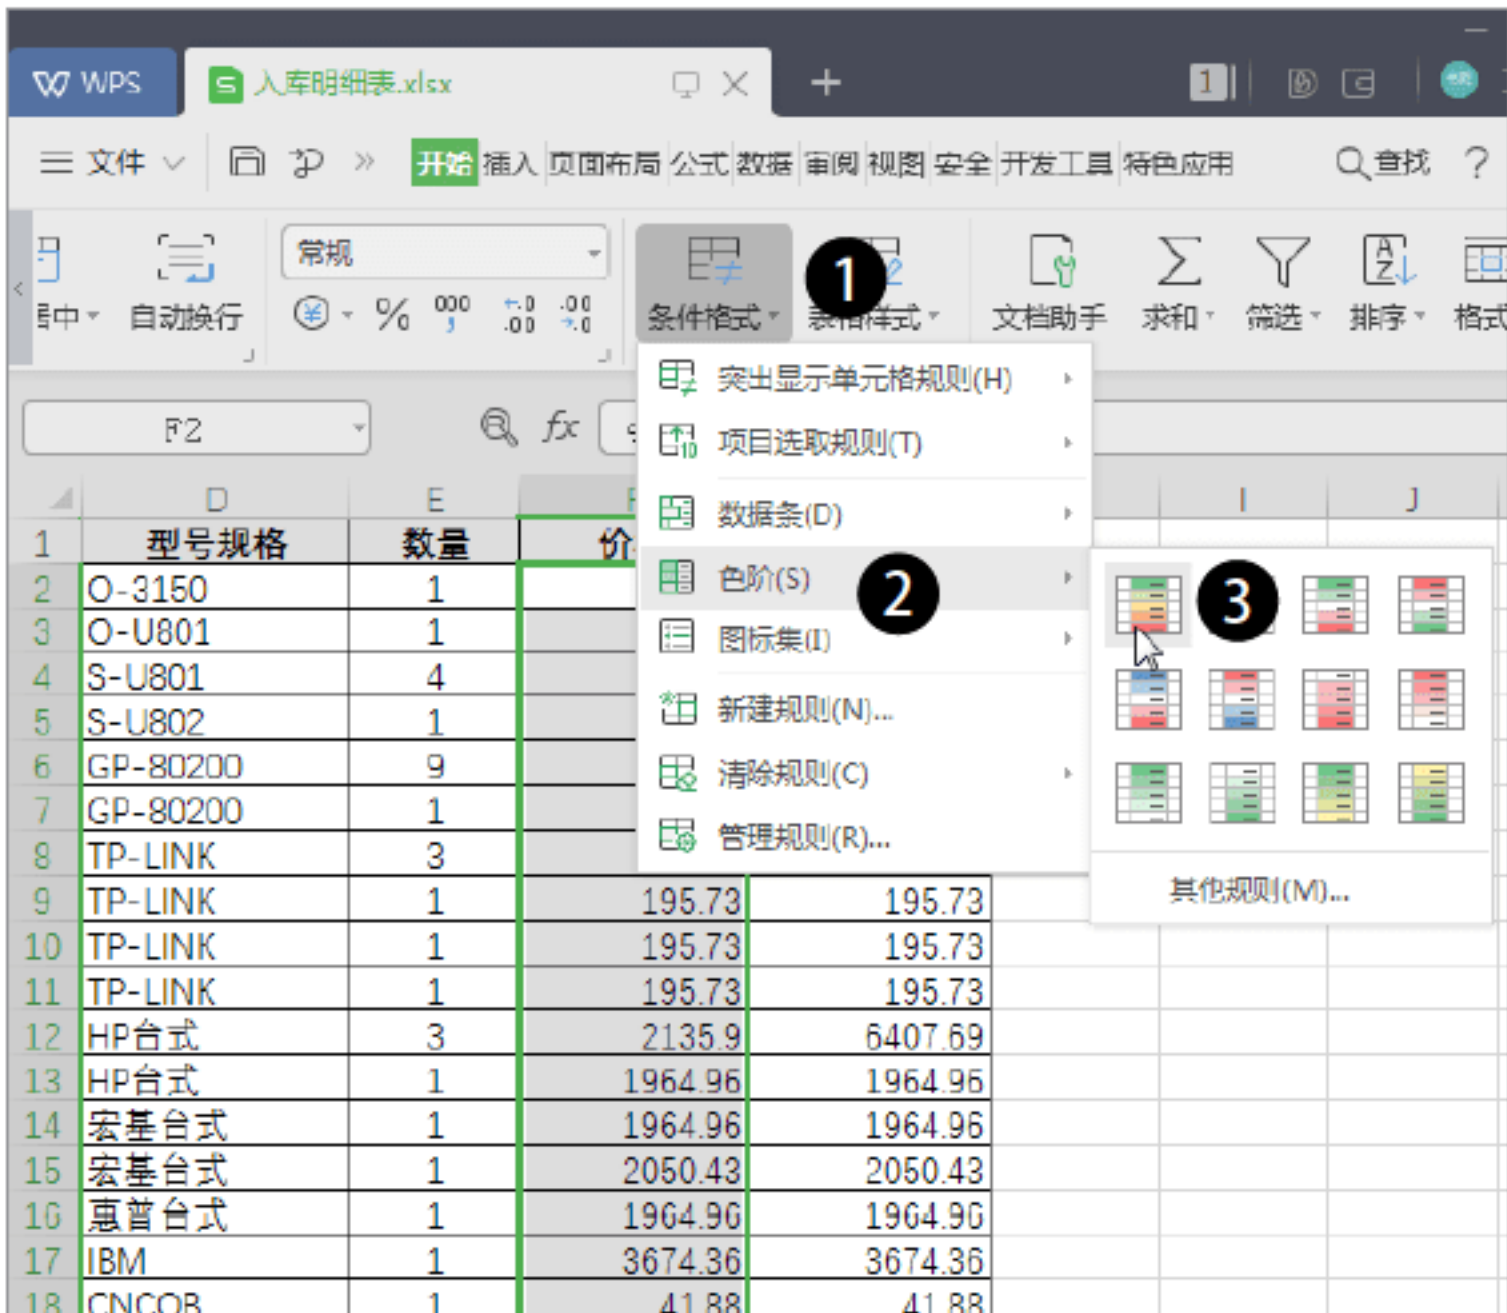 WPS 入库明细表.xlsx 1
文件 开始 插入 页面布局 公式 数据 审阅 视图 安全 开发工具 特色应用 查找 ?
常规
居中 自动换行 % 000 条件格式 1 表格样式 文档助手 求和 筛选 排序 格式
F2 fx
突出显示单元格规则(H)
项目选取规则(T)
数据条(D)
色阶(S) 2 3
图标集(I)
新建规则(N)...
清除规则(C)
管理规则(R)...
其他规则(M)...
D E I J
1 型号规格 数量 价
2 O-3150 1
3 O-U801 1
4 S-U801 4
5 S-U802 1
6 GP-80200 9
7 GP-80200 1
8 TP-LINK 3
9 TP-LINK 1 195.73 195.73
10 TP-LINK 1 195.73 195.73
11 TP-LINK 1 195.73 195.73
12 HP台式 3 2135.9 6407.69
13 HP台式 1 1964.96 1964.96
14 宏基台式 1 1964.96 1964.96
15 宏基台式 1 2050.43 2050.43
16 惠普台式 1 1964.96 1964.96
17 IBM 1 3674.36 3674.36
18 CNCOB 1 41.88 41.88